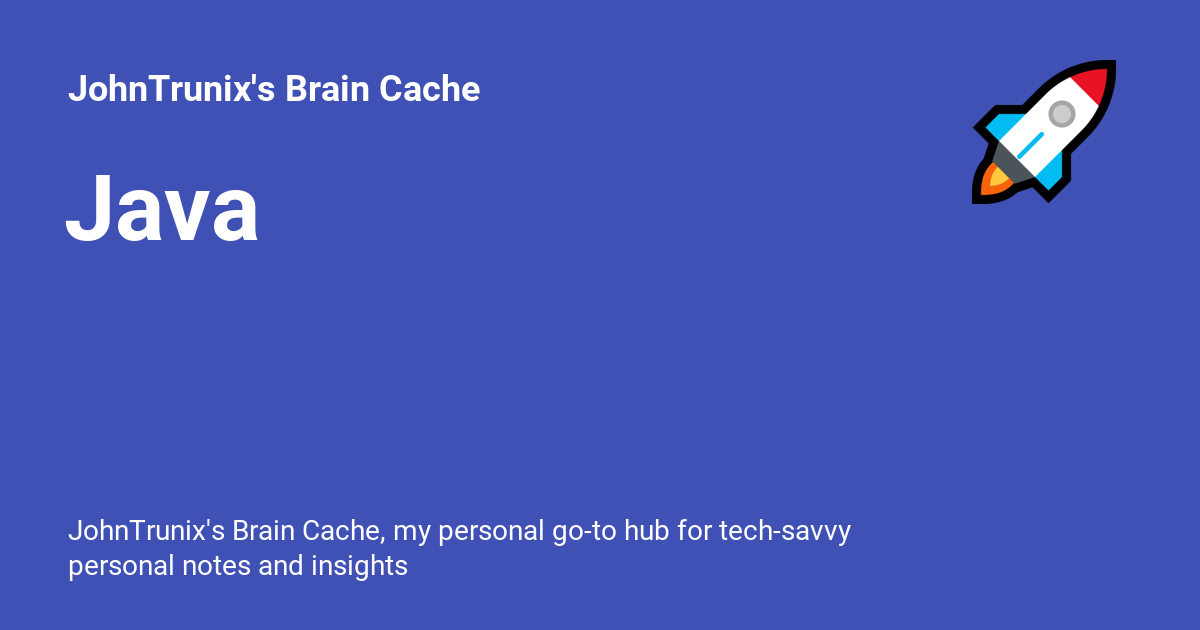 JohnTrunix's Brain Cache
Java
JohnTrunix's Brain Cache, my personal go-to hub for tech-savvy
personal notes and insights